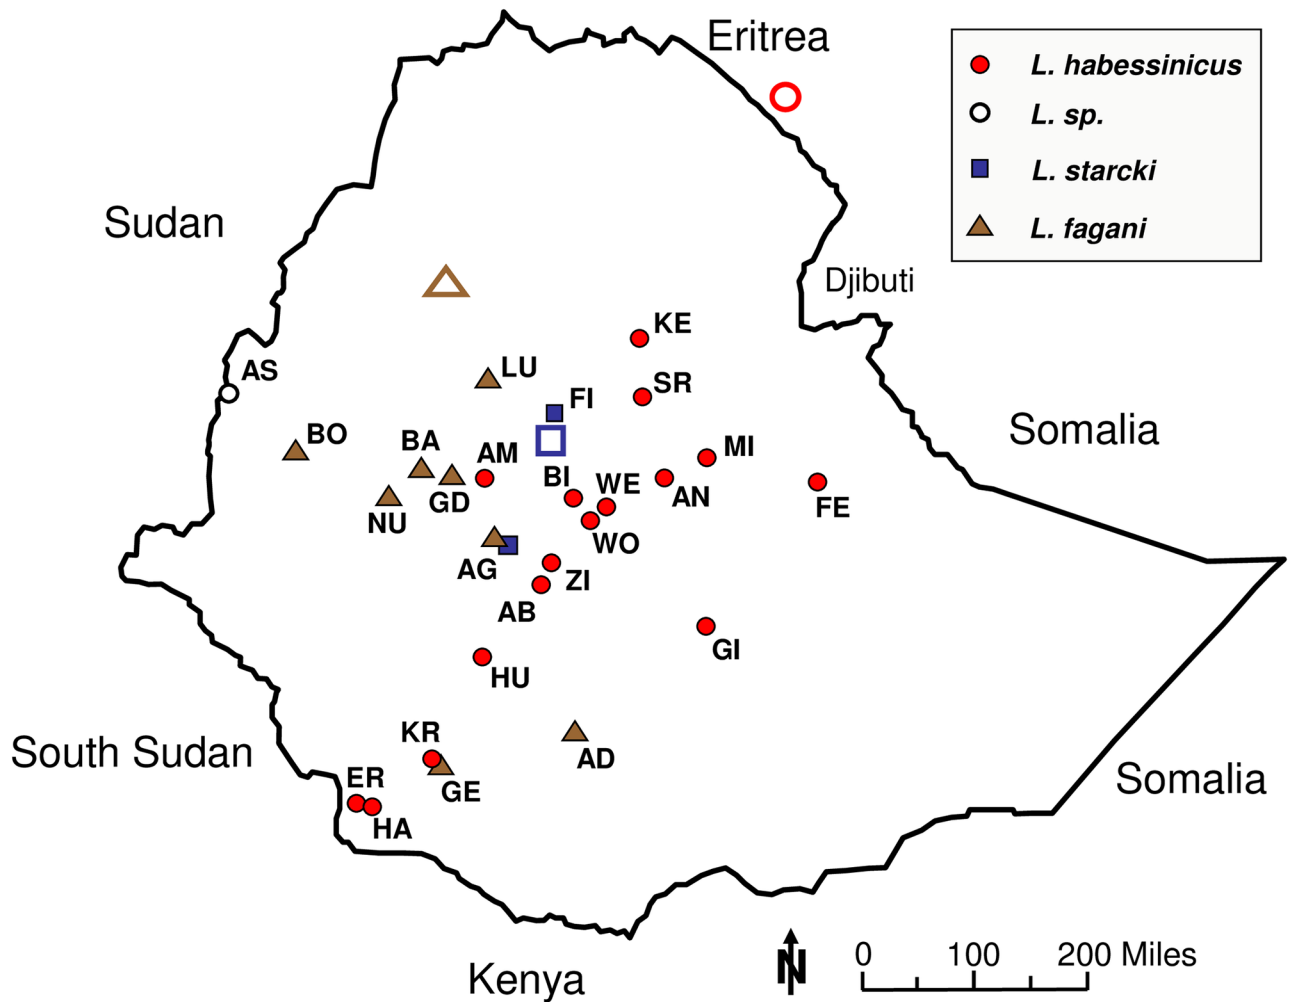 Eritrea
L. habessinicus
L. sp.
L. starcki
L. fagani
Sudan
Djibuti
KE
AS
LU
SR
FI
BO
BA
AM
MI
Somalia
BI
WE
AN
FE
NU
GD
WO
AG
ZI
AB
GI
HU
KR
AD
South Sudan
ER
GE
Somalia
HA
N
0 100 200 Miles
Kenya